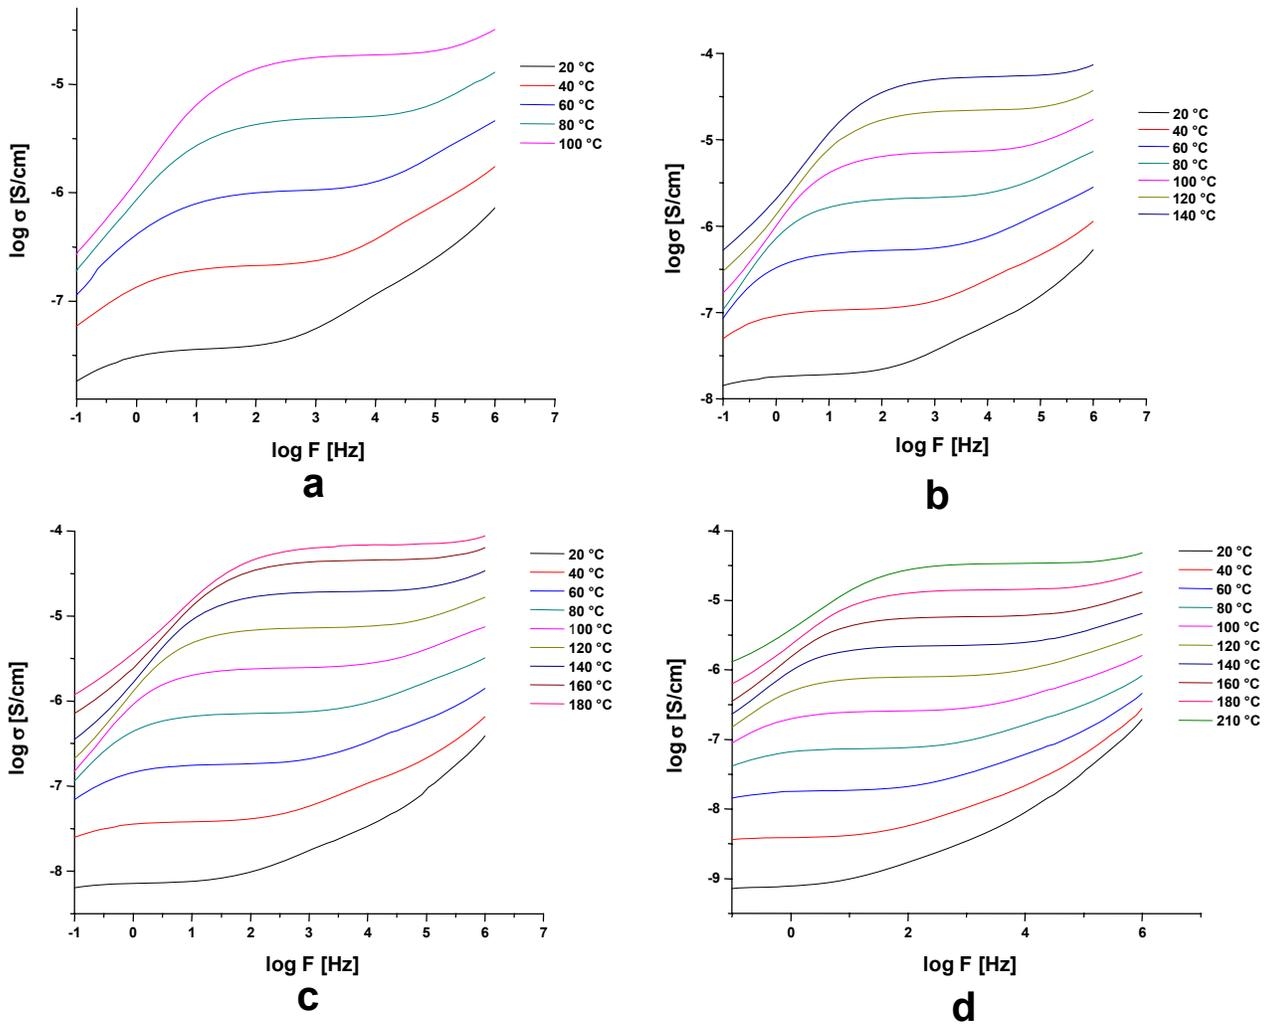 log σ [S/cm]
-5
-6
-7
-1 0 1 2 3 4 5 6 7
log F [Hz]
20 °C
40 °C
60 °C
80 °C
100 °C
a
logσ [S/cm]
-4
-5
-6
-7
-8
-1 0 1 2 3 4 5 6 7
log F [Hz]
20 °C
40 °C
60 °C
80 °C
100 °C
120 °C
140 °C
b
log σ [S/cm]
-4
-5
-6
-7
-8
-1 0 1 2 3 4 5 6 7
log F [Hz]
20 °C
40 °C
60 °C
80 °C
100 °C
120 °C
140 °C
160 °C
180 °C
c
log σ [S/cm]
-4
-5
-6
-7
-8
-9
0 2 4 6
log F [Hz]
20 °C
40 °C
60 °C
80 °C
100 °C
120 °C
140 °C
160 °C
180 °C
210 °C
d